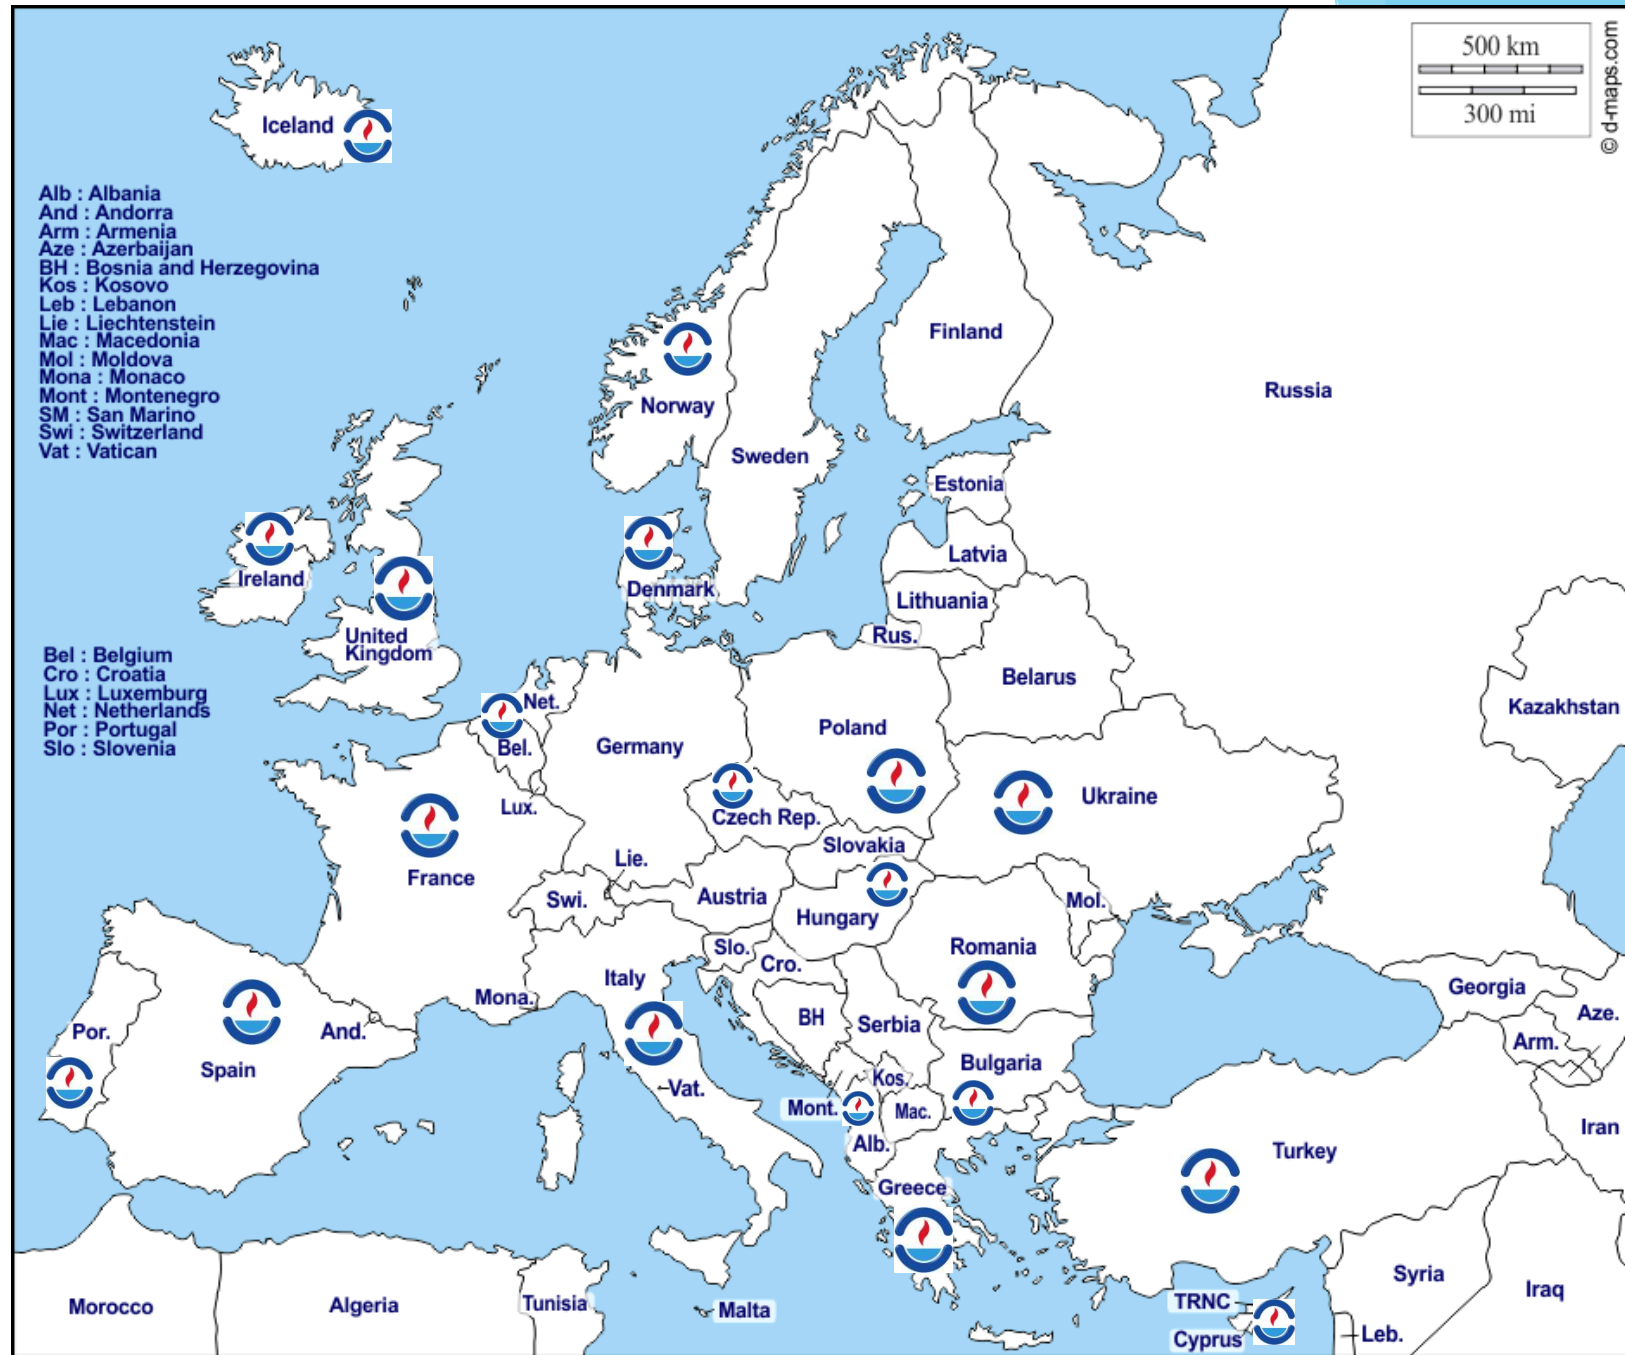 500 km
300 mi
© d-maps.com
Iceland
Alb : Albania
And : Andorra
Arm : Armenia
Aze : Azerbaijan
BH : Bosnia and Herzegovina
Kos : Kosovo
Leb : Lebanon
Lie : Liechtenstein
Mac : Macedonia
Mol : Moldova
Mona : Monaco
Mont : Montenegro
SM : San Marino
Swi : Switzerland
Vat : Vatican
Finland
Russia
Norway
Sweden
Estonia
Latvia
Ireland
Denmark
Lithuania
Rus.
United
Kingdom
Bel : Belgium
Cro : Croatia
Lux : Luxemburg
Net : Netherlands
Por : Portugal
Slo : Slovenia
Belarus
Net.
Kazakhstan
Poland
Germany
Bel.
Ukraine
Lux.
Czech Rep.
Slovakia
Lie.
France
Swi.
Austria
Hungary
Mol.
Slo.
Romania
Cro.
Italy
Georgia
Mona.
Aze.
BH
Serbia
Por.
And.
Arm.
Spain
Bulgaria
Kos.
Vat.
Mont.
Mac.
Iran
Alb.
Turkey
Greece
Syria
Iraq
TRNC
Morocco
Algeria
Tunisia
Malta
Cyprus
Leb.